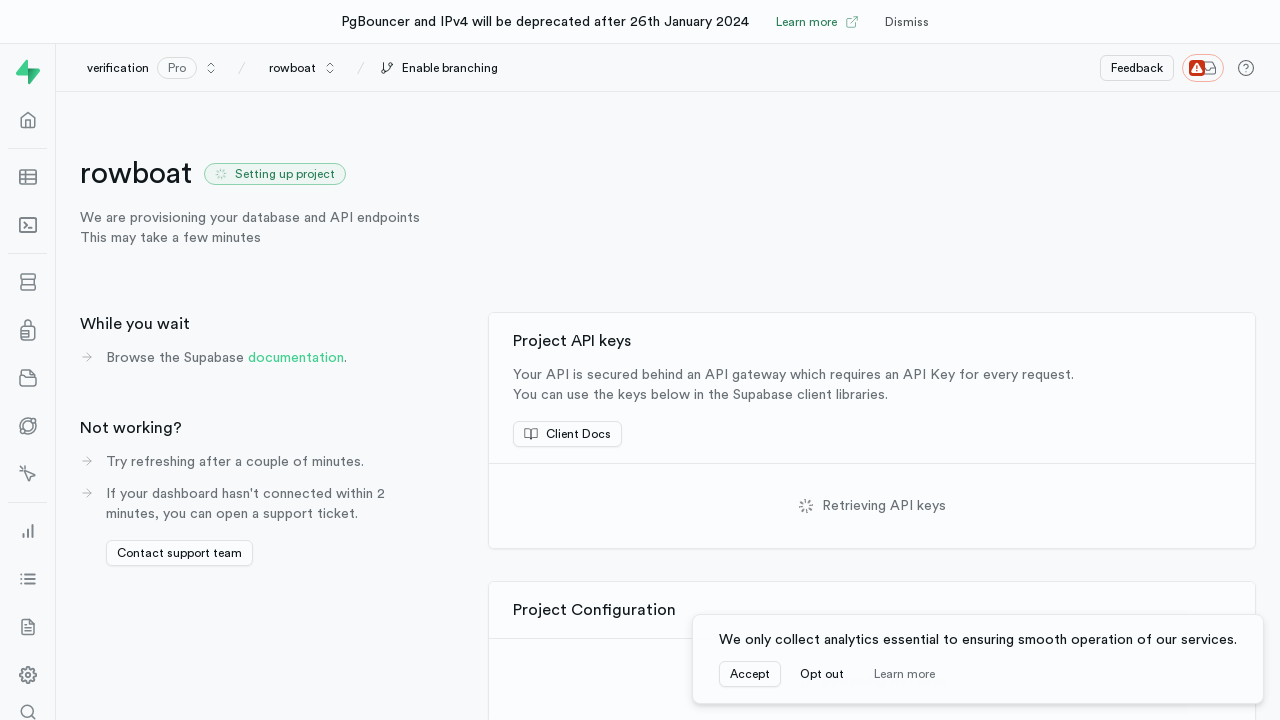 PgBouncer and IPv4 will be deprecated after 26th January 2024
Learn more
Dismiss
verification
Pro
/
rowboat
/
Enable branching
Feedback
rowboat
Setting up project
We are provisioning your database and API endpoints
This may take a few minutes
While you wait
Browse the Supabase documentation.
Not working?
Try refreshing after a couple of minutes.
If your dashboard hasn't connected within 2
minutes, you can open a support ticket.
Contact support team
Project API keys
Your API is secured behind an API gateway which requires an API Key for every request.
You can use the keys below in the Supabase client libraries.
Client Docs
Retrieving API keys
Project Configuration
We only collect analytics essential to ensuring smooth operation of our services.
Accept
Opt out
Learn more